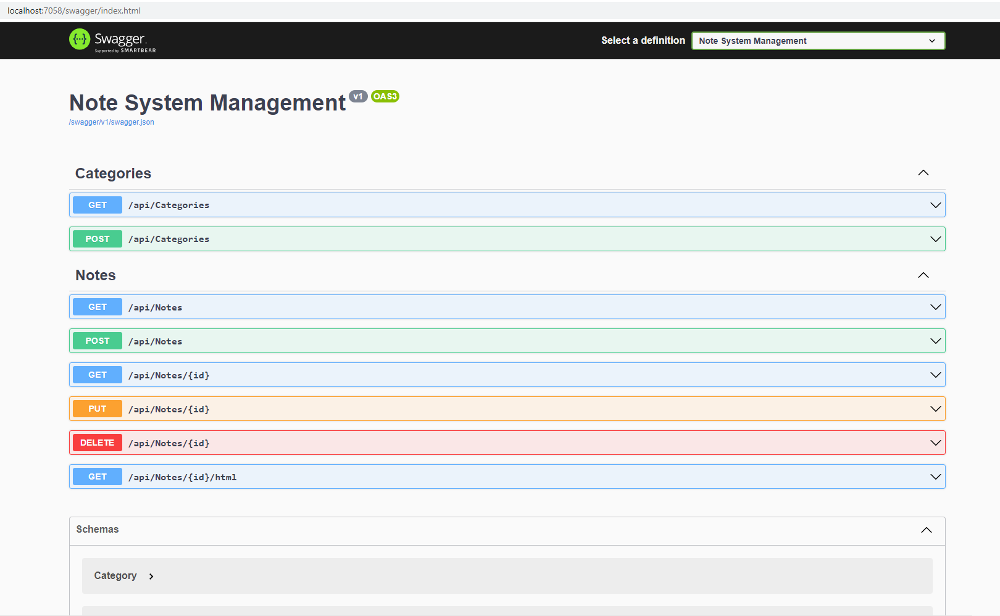 localhost:7058/swagger/index.html
{···} Swagger
Supported by SMARTBEAR
Select a definition
Note System Management
Note System Management v1 OAS3
/swagger/v1/swagger.json
Categories
GET /api/Categories
POST /api/Categories
Notes
GET /api/Notes
POST /api/Notes
GET /api/Notes/{id}
PUT /api/Notes/{id}
DELETE /api/Notes/{id}
GET /api/Notes/{id}/html
Schemas
Category